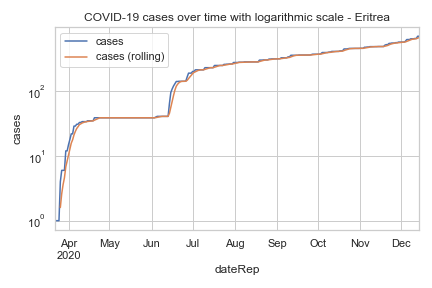 COVID-19 cases over time with logarithmic scale - Eritrea
cases
cases (rolling)
10²
10¹
10⁰
cases
Apr May Jun Jul Aug Sep Oct Nov Dec
2020
dateRep